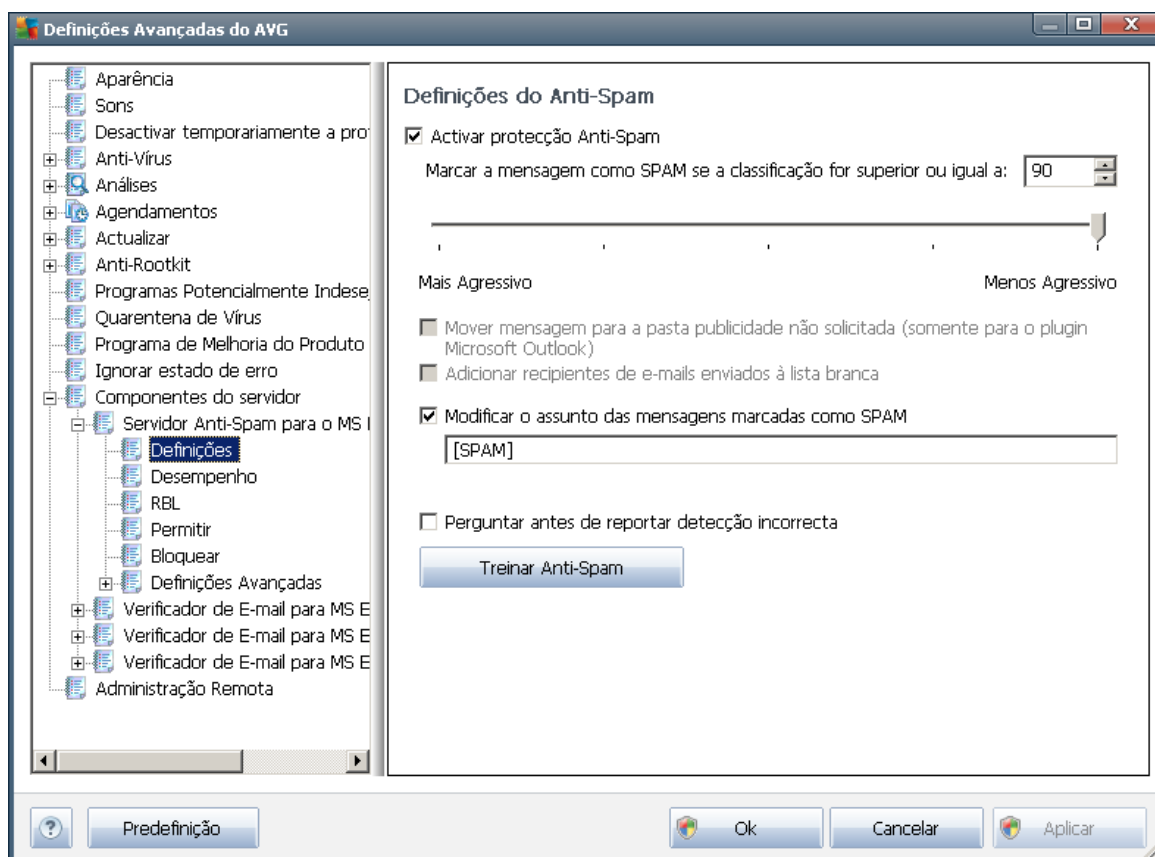 Definições Avançadas do AVG
Aparência
Sons
Desactivar temporariamente a pro
Anti-Vírus
Análises
Agendamentos
Actualizar
Anti-Rootkit
Programas Potencialmente Indese
Quarentena de Vírus
Programa de Melhoria do Produto
Ignorar estado de erro
Componentes do servidor
Servidor Anti-Spam para o MS
Definições
Desempenho
RBL
Permitir
Bloquear
Definições Avançadas
Verificador de E-mail para MS E
Verificador de E-mail para MS E
Verificador de E-mail para MS E
Administração Remota
Definições do Anti-Spam
Activar protecção Anti-Spam
Marcar a mensagem como SPAM se a classificação for superior ou igual a: 90
Mais Agressivo Menos Agressivo
Mover mensagem para a pasta publicidade não solicitada (somente para o plugin
Microsoft Outlook)
Adicionar recipientes de e-mails enviados à lista branca
Modificar o assunto das mensagens marcadas como SPAM
[SPAM]
Perguntar antes de reportar detecção incorrecta
Treinar Anti-Spam
? Predefinição Ok Cancelar Aplicar